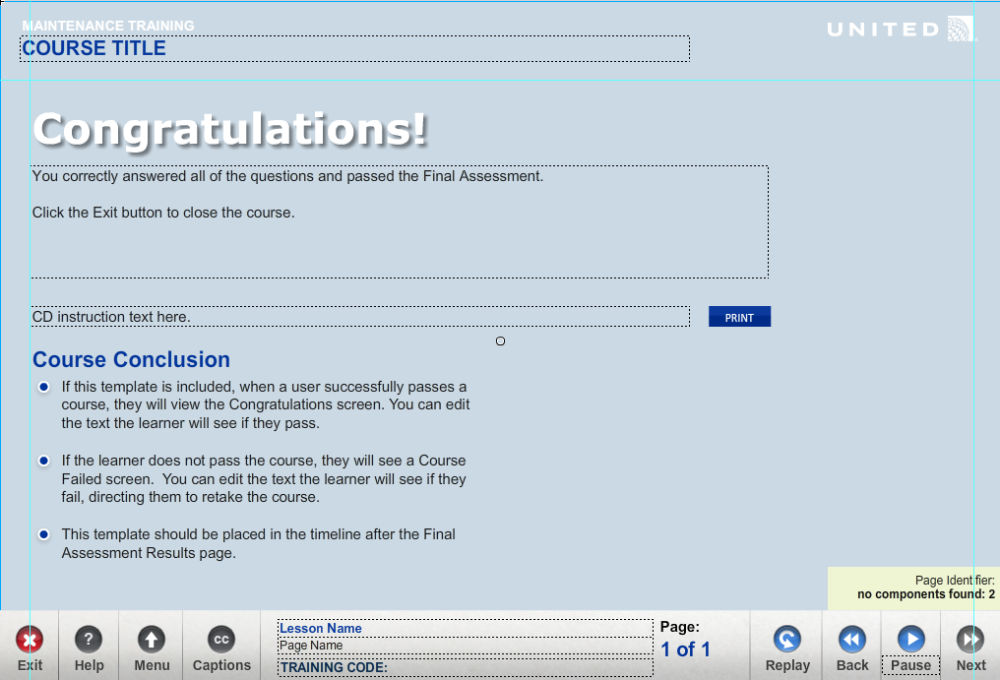 MAINTENANCE TRAINING
UNITED
COURSE TITLE
Congratulations!
You correctly answered all of the questions and passed the Final Assessment.
Click the Exit button to close the course.
CD instruction text here.
PRINT
Course Conclusion
If this template is included, when a user successfully passes a
course, they will view the Congratulations screen. You can edit
the text the learner will see if they pass.
If the learner does not pass the course, they will see a Course
Failed screen.  You can edit the text the learner will see if they
fail, directing them to retake the course.
This template should be placed in the timeline after the Final
Assessment Results page.
Page Identifier:
no components found: 2
Lesson Name
Page Name
TRAINING CODE:
Page:
1 of 1
?
cc
Exit
Help
Menu
Captions
Replay
Back
Pause
Next